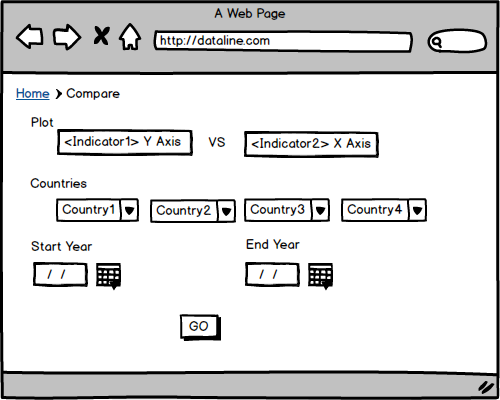 A Web Page
http://dataline.com
Home > Compare
Plot
<Indicator1> Y Axis VS <Indicator2> X Axis
Countries
Country1 Country2 Country3 Country4
Start Year End Year
/ / / /
GO